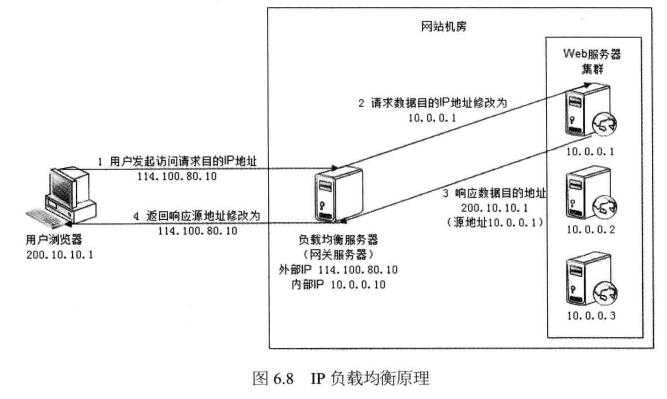 网站机房
Web服务器
集群
2 请求数据目的IP地址修改为
10.0.0.1
10.0.0.1
1 用户发起访问请求目的IP地址
114.100.80.10
3 响应数据目的地址
200.10.10.1
（源地址10.0.0.1）
4 返回响应源地址修改为
114.100.80.10
用户浏览器
200.10.10.1
负载均衡服务器
（网关服务器）
外部IP 114.100.80.10
内部IP 10.0.0.10
10.0.0.2
10.0.0.3
图 6.8 IP 负载均衡原理